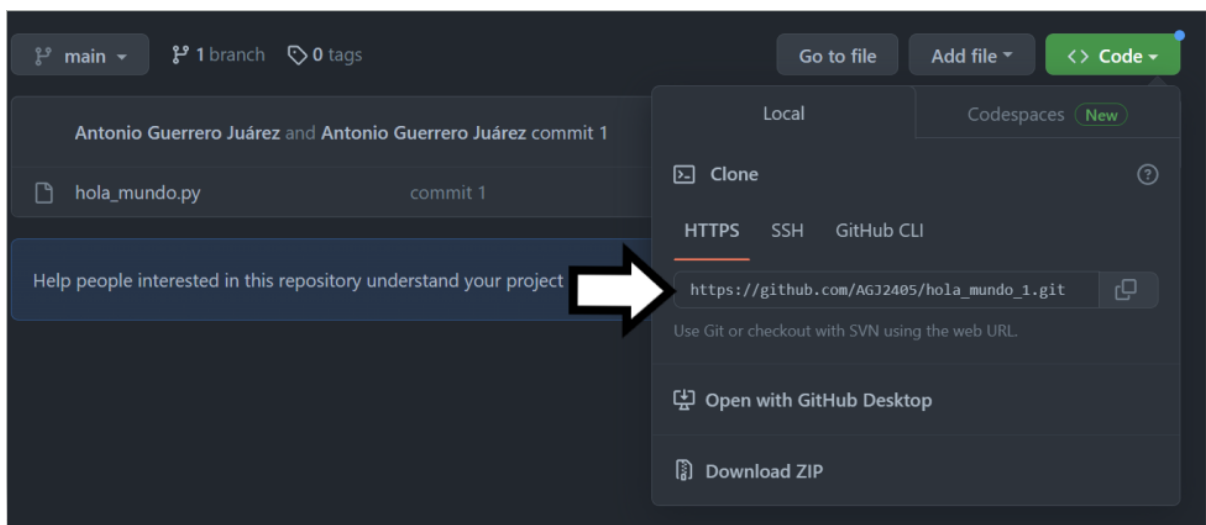 main 1 branch 0 tags Go to file Add file <> Code
Antonio Guerrero Juárez and Antonio Guerrero Juárez commit 1
hola_mundo.py commit 1
Help people interested in this repository understand your project
Local Codespaces New
Clone
HTTPS SSH GitHub CLI
https://github.com/AGJ2405/hola_mundo_1.git
Use Git or checkout with SVN using the web URL.
Open with GitHub Desktop
Download ZIP